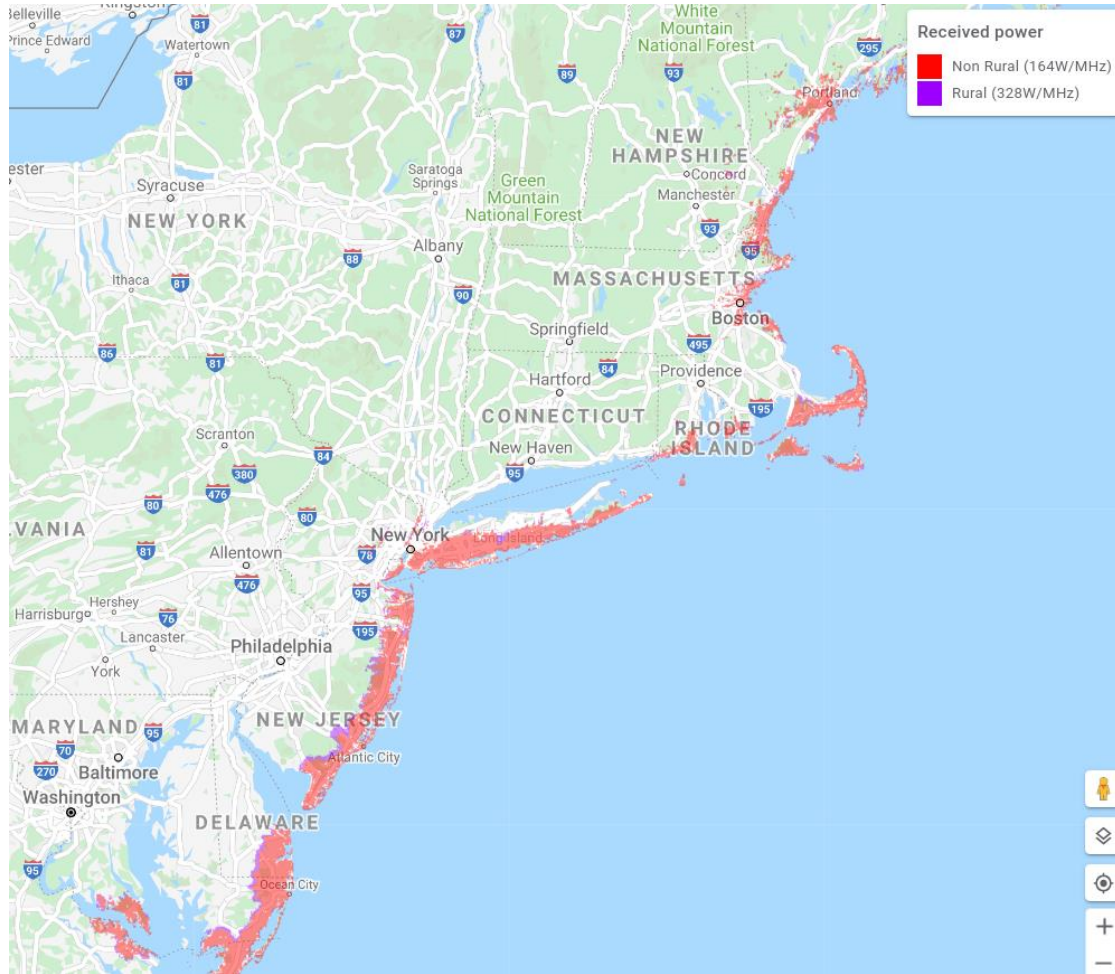 Belleville
Kingston
Prince Edward
Watertown
81
81
87
89
White
Mountain
National Forest
93
295
Portland
Received power
Non Rural (164W/MHz)
Rural (328W/MHz)
NEW
HAMPSHIRE
Concord
Manchester
93
95
Syracuse
NEW YORK
Saratoga
Springs
Green
Mountain
National Forest
Albany
88
90
Ithaca
81
MASSACHUSETTS
Boston
Springfield
495
86
81
84
Providence
Hartford
195
CONNECTICUT
RHODE
ISLAND
Scranton
New Haven
95
84
380
476
80
80
VANIA
81
New York
Long Island
78
Allentown
476
95
Hershey
Harrisburg
76
Lancaster
York
195
Philadelphia
MARYLAND
95
NEW JERSEY
70
Atlantic City
Baltimore
270
Washington
DELAWARE
95
Ocean City